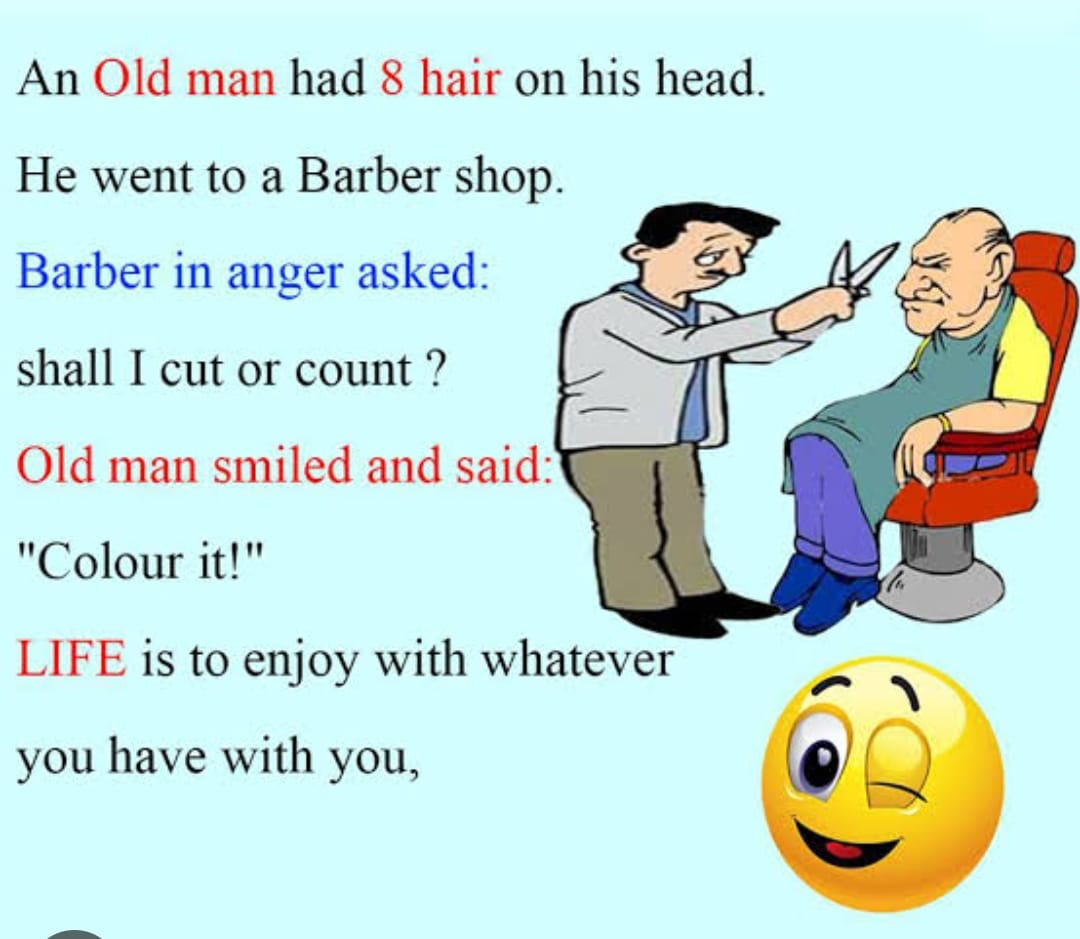 An Old man had 8 hair on his head.
He went to a Barber shop.
Barber in anger asked:
shall I cut or count ?
Old man smiled and said:
"Colour it!"
LIFE is to enjoy with whatever
you have with you,